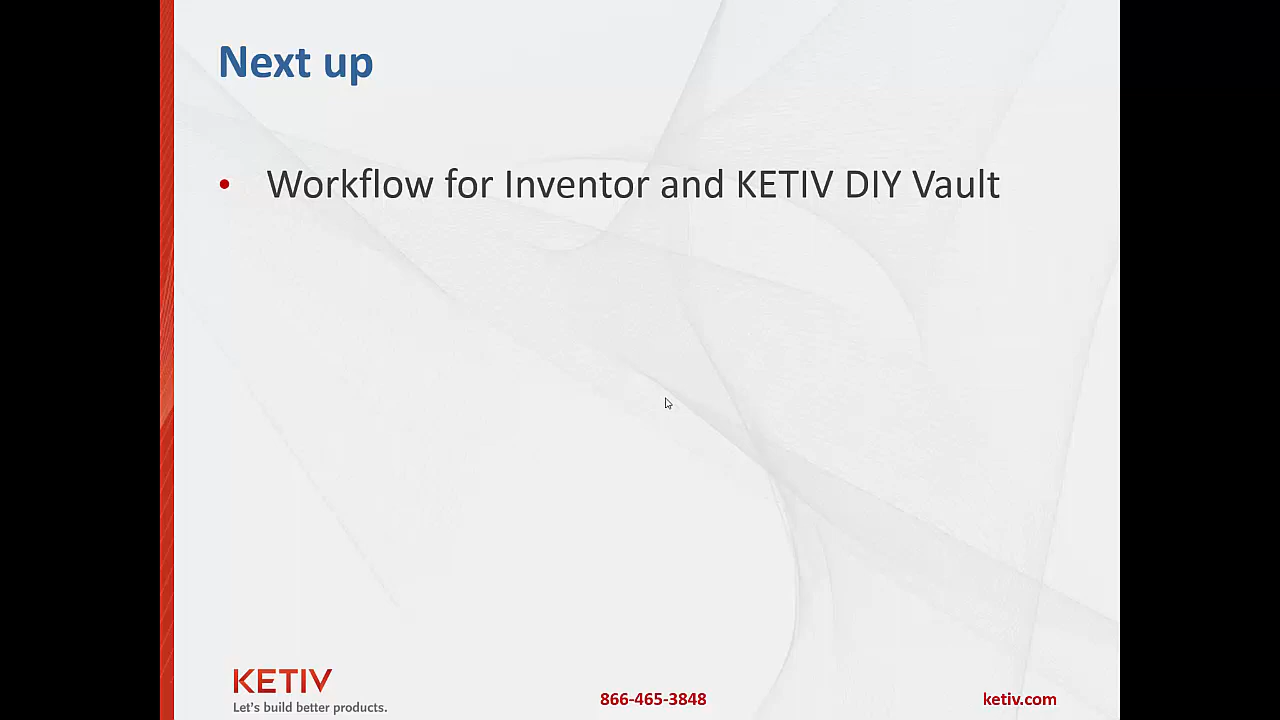 Next up
• Workflow for Inventor and KETIV DIY Vault
KETIV
Let's build better products.
866-465-3848
ketiv.com